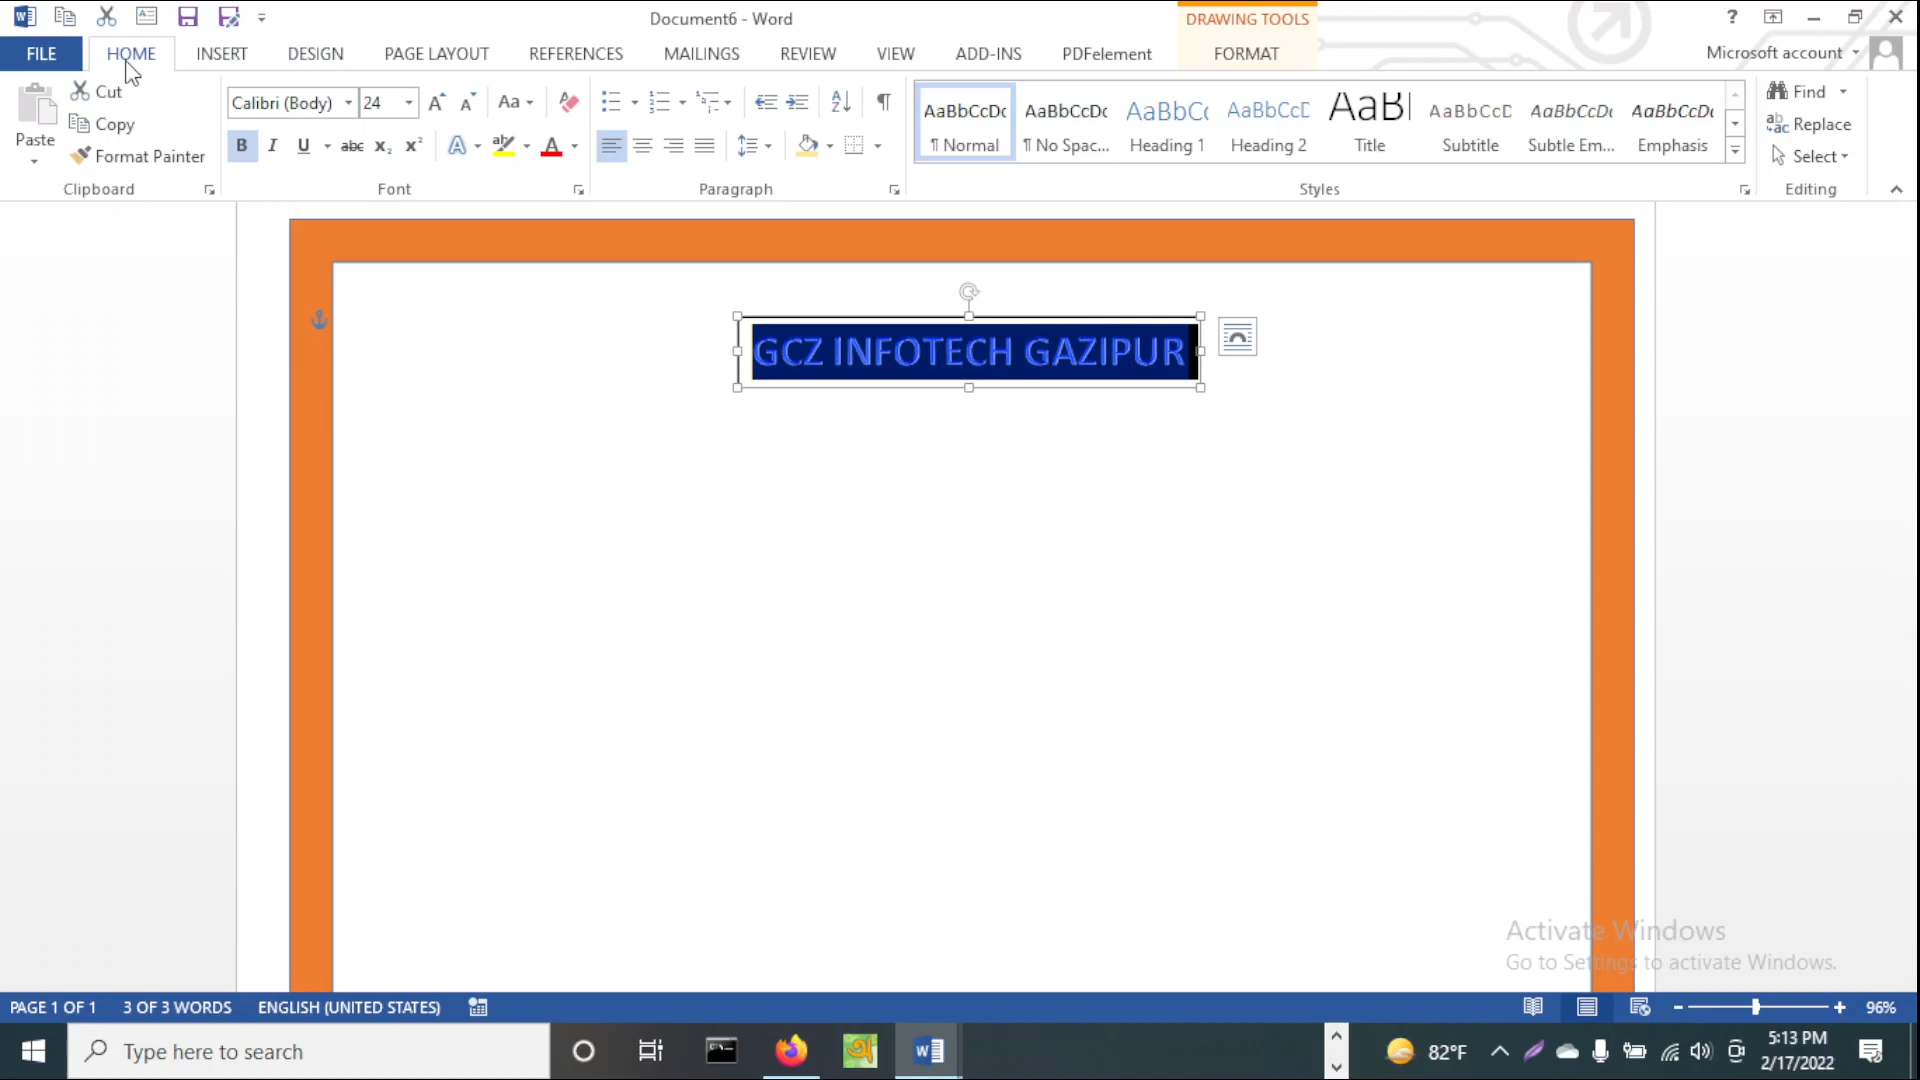 Document6 - Word
DRAWING TOOLS
?
FILE
HOME
INSERT
DESIGN
PAGE LAYOUT
REFERENCES
MAILINGS
REVIEW
VIEW
ADD-INS
PDFelement
FORMAT
Microsoft account
Paste
Cut
Copy
Format Painter
Clipboard
Calibri (Body)
24
Aa
B I U abc x₂ x² A ab A
Font
Paragraph
AaBbCcDc
¶ Normal
AaBbCcDc
¶ No Spac...
AaBbCc
Heading 1
AaBbCcE
Heading 2
AaB
Title
AaBbCcD
Subtitle
AaBbCcDc
Subtle Em...
AaBbCcDc
Emphasis
Styles
Find
Replace
Select
Editing
GCZ INFOTECH GAZIPUR
Activate Windows
Go to Settings to activate Windows.
PAGE 1 OF 1
3 OF 3 WORDS
ENGLISH (UNITED STATES)
96%
Type here to search
82°F
5:13 PM
2/17/2022